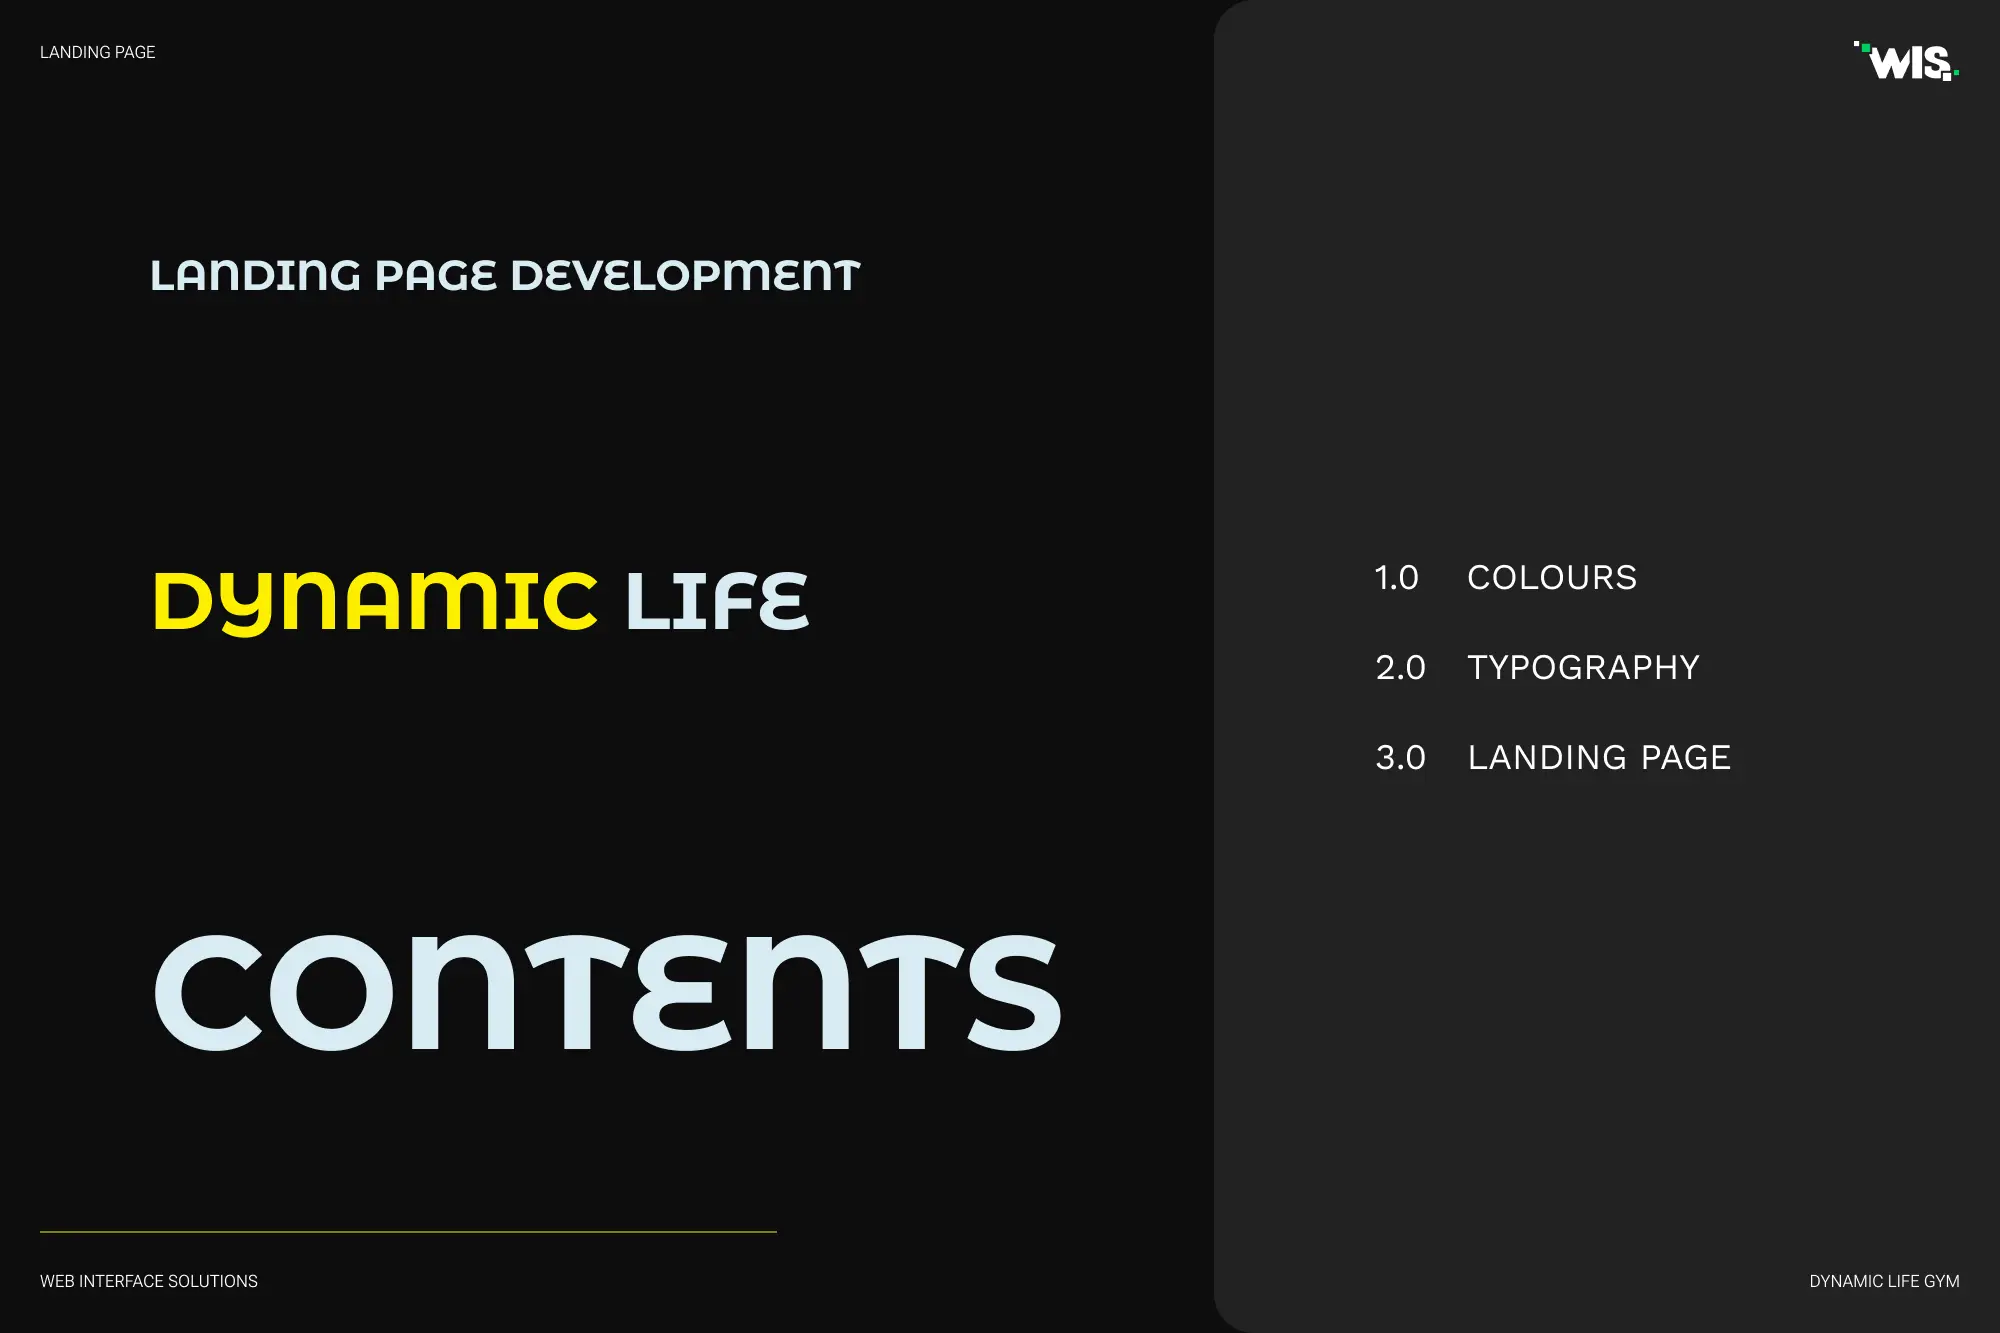 LANDING PAGE
WIS.
LANDING PAGE DEVELOPMENT
DYNAMIC LIFE
CONTENTS
1.0 COLOURS
2.0 TYPOGRAPHY
3.0 LANDING PAGE
WEB INTERFACE SOLUTIONS
DYNAMIC LIFE GYM